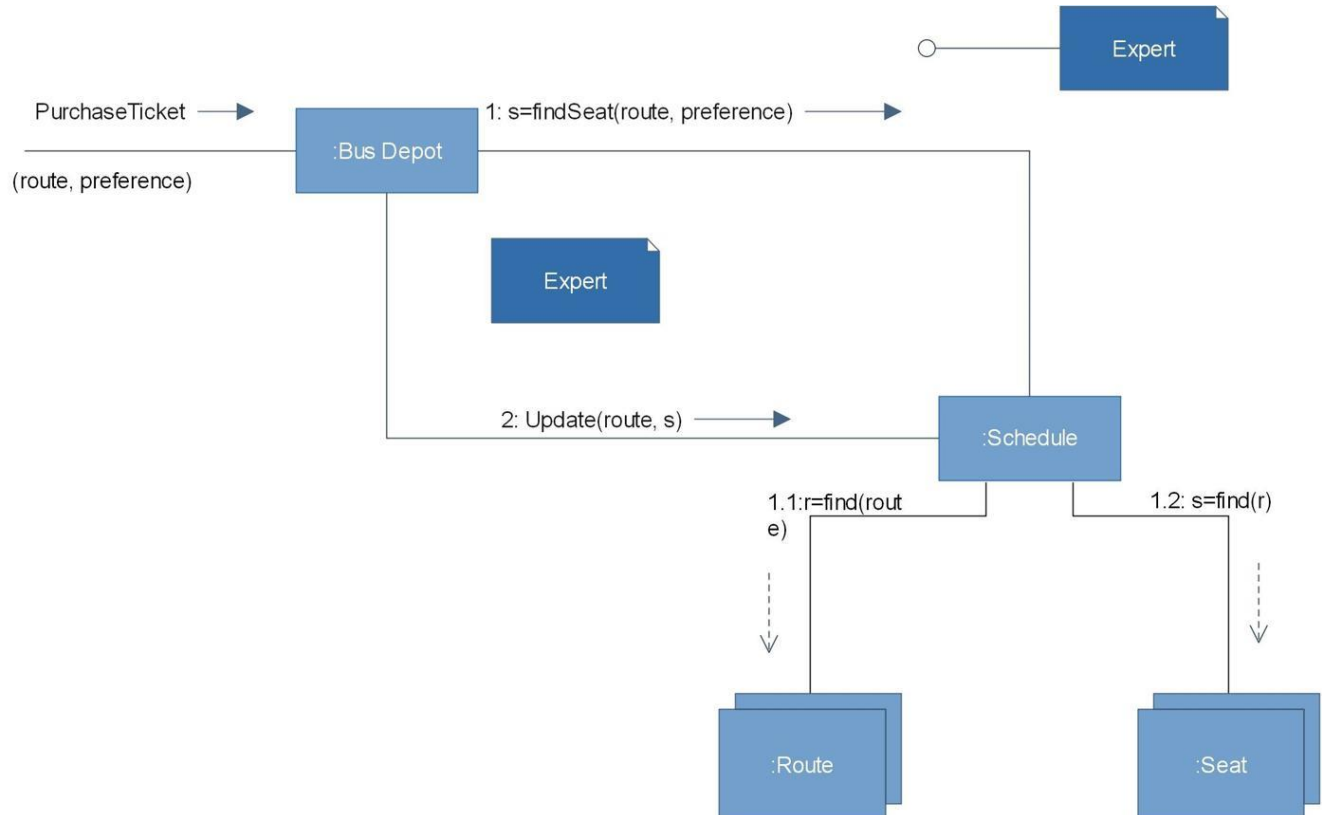 Expert
PurchaseTicket
1: s=findSeat(route, preference)
:Bus Depot
(route, preference)
Expert
2: Update(route, s)
:Schedule
1.1:r=find(rout
e)
1.2: s=find(r)
:Route
:Seat